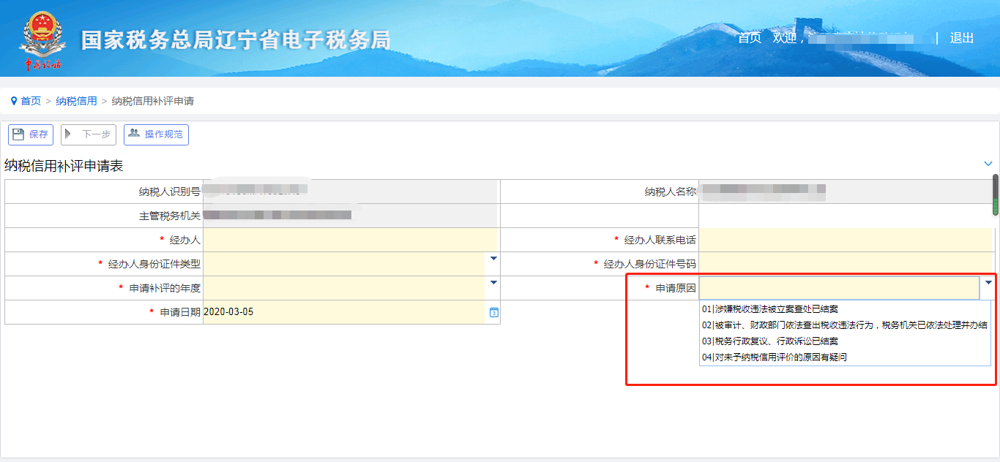 国家税务总局辽宁省电子税务局
中国税务
首页 欢迎， | 退出
首页 > 纳税信用 > 纳税信用补评申请
保存 下一步 操作规范
纳税信用补评申请表
纳税人识别号 纳税人名称
主管税务机关
* 经办人 * 经办人联系电话
* 经办人身份证件类型 * 经办人身份证件号码
* 申请补评的年度 * 申请原因
* 申请日期 2020-03-05
01|涉嫌税收违法被立案查处已结案
02|被审计、财政部门依法查出税收违法行为，税务机关已依法处理并办结
03|税务行政复议、行政诉讼已结案
04|对未予纳税信用评价的原因有疑问